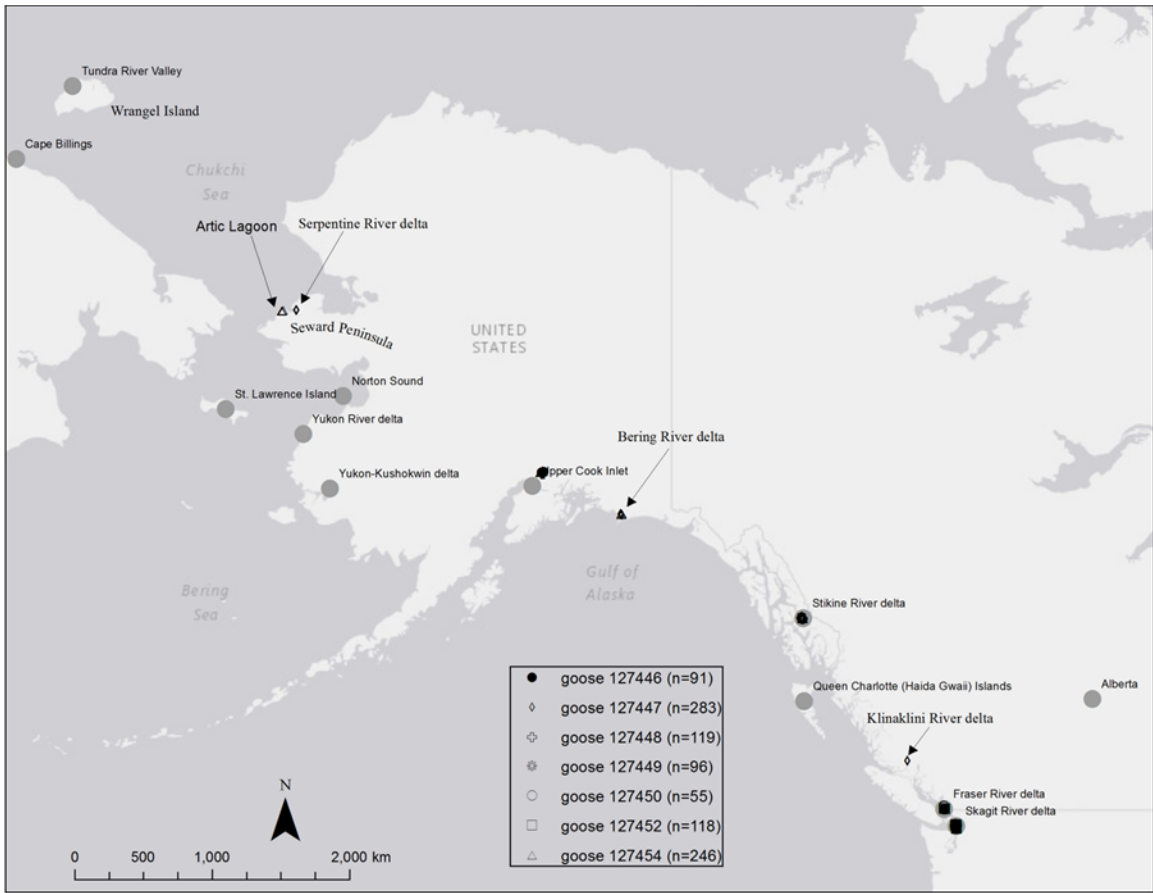 Tundra River Valley
Wrangel Island
Cape Billings
Chukchi
Sea
Artic Lagoon
Serpentine River delta
Seward Peninsula
UNITED
STATES
Norton Sound
St. Lawrence Island
Yukon River delta
Bering River delta
Yukon-Kushokwin delta
Upper Cook Inlet
Gulf of
Alaska
Bering
Sea
Stikine River delta
Queen Charlotte (Haida Gwaii) Islands
Alberta
Klinaklini River delta
Fraser River delta
Skagit River delta
goose 127446 (n=91)
goose 127447 (n=283)
goose 127448 (n=119)
goose 127449 (n=96)
goose 127450 (n=55)
goose 127452 (n=118)
goose 127454 (n=246)
N
0 500 1,000 2,000 km